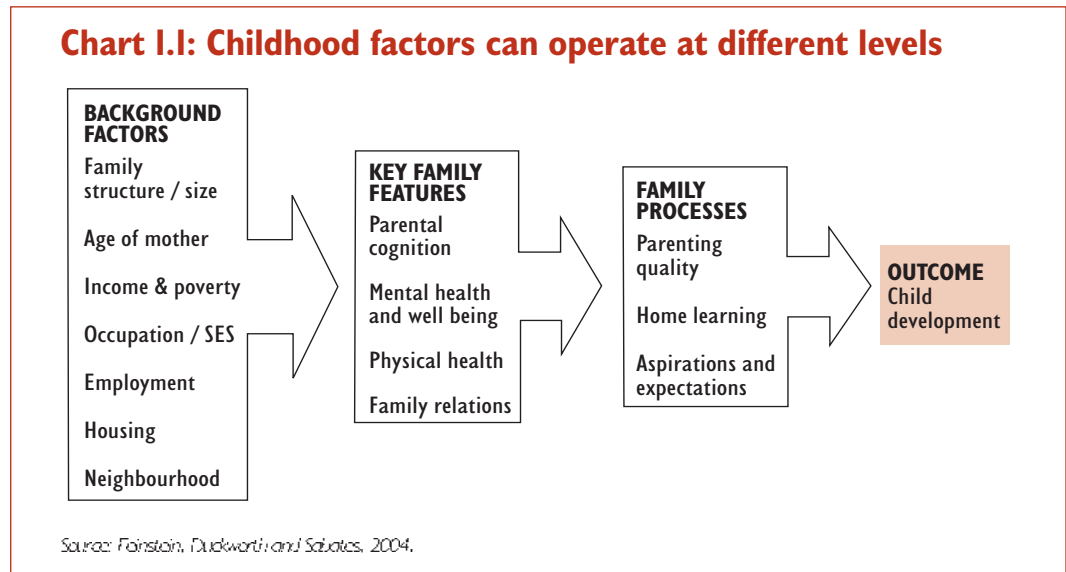 Chart 1.1: Childhood factors can operate at different levels
BACKGROUND
FACTORS
Family
structure / size
Age of mother
Income & poverty
Occupation / SES
Employment
Housing
Neighbourhood
KEY FAMILY
FEATURES
Parental
cognition
Mental health
and well being
Physical health
Family relations
FAMILY
PROCESSES
Parenting
quality
Home learning
Aspirations and
expectations
OUTCOME
Child
development
Source: Feinstein, Duckworth and Sabates, 2004.